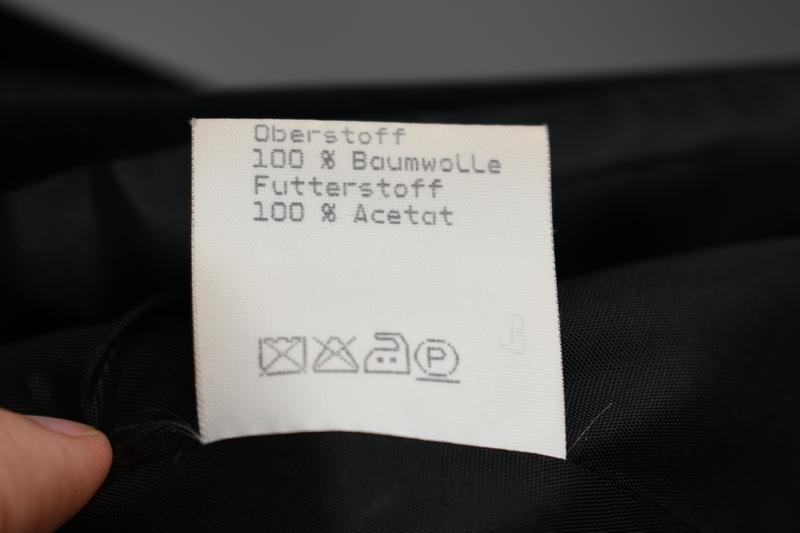 Oberstoff
100 % Baumwolle
Futterstoff
100 % Acetat
P
B